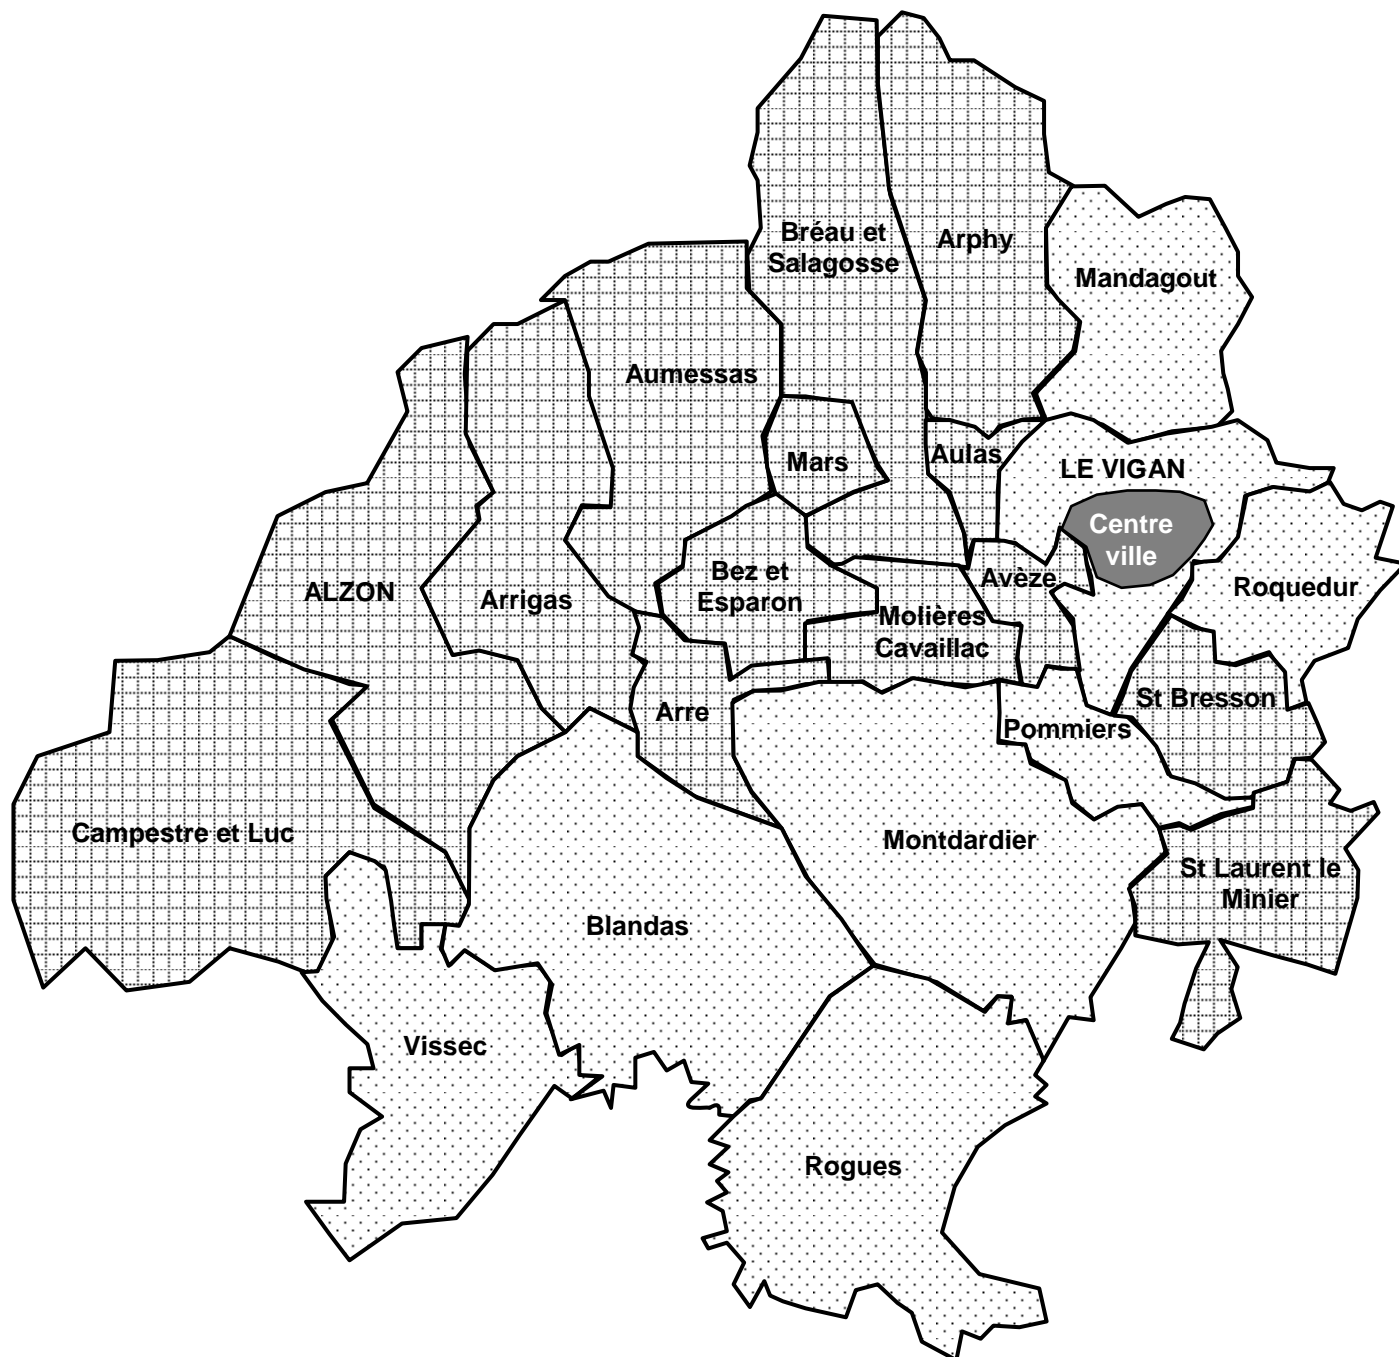 Bréau et
Salagosse
Arphy
Mandagout
Aumessas
Mars
Aulas
LE VIGAN
Centre
ville
ALZON
Arrigas
Bez et
Esparon
Avèze
Roquedur
Molières
Cavaillac
Arre
St Bresson
Pommiers
Campestre et Luc
Montdardier
St Laurent le
Minier
Blandas
Vissec
Rogues